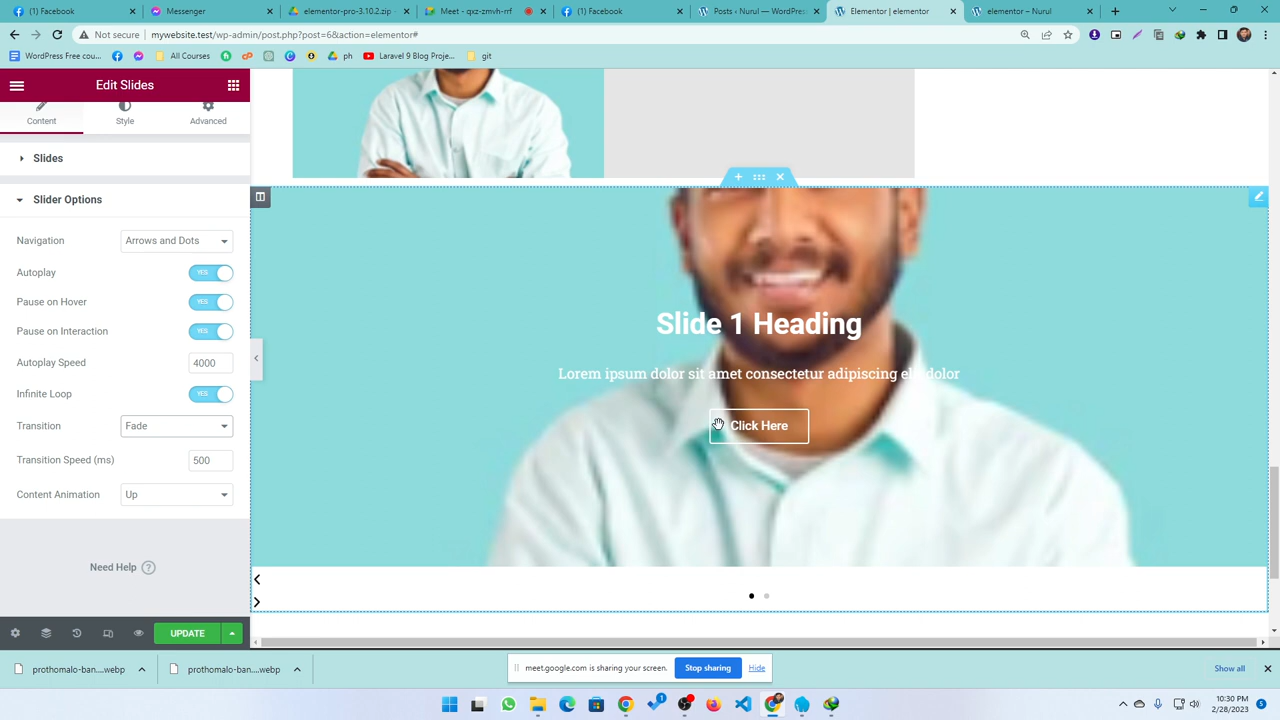 Facebook
elementor-pro-3.10.2.zip -
Meet - qxz-zmyh-mf
Facebook
Posts ‹ Nurul — WordPress
Elementor | elementor
elementor – Nurul
Not secure | mywebsite.test/wp-admin/post.php?post=6&action=elementor#
WordPress Free cou...
Messenger
All Courses
ph
Laravel 9 Blog Proje...
git
Edit Slides
Content
Style
Advanced
Slides
Slider Options
Navigation
Arrows and Dots
Autoplay
YES
Pause on Hover
YES
Pause on Interaction
YES
Autoplay Speed
4000
Infinite Loop
YES
Transition
Fade
Transition Speed (ms)
500
Content Animation
Up
Need Help ?
UPDATE
Slide 1 Heading
Lorem ipsum dolor sit amet consectetur adipiscing elit dolor
Click Here
prothomalo-ban....webp
prothomalo-ban....webp
meet.google.com is sharing your screen.
Stop sharing
Hide
Show all
10:30 PM
2/28/2023